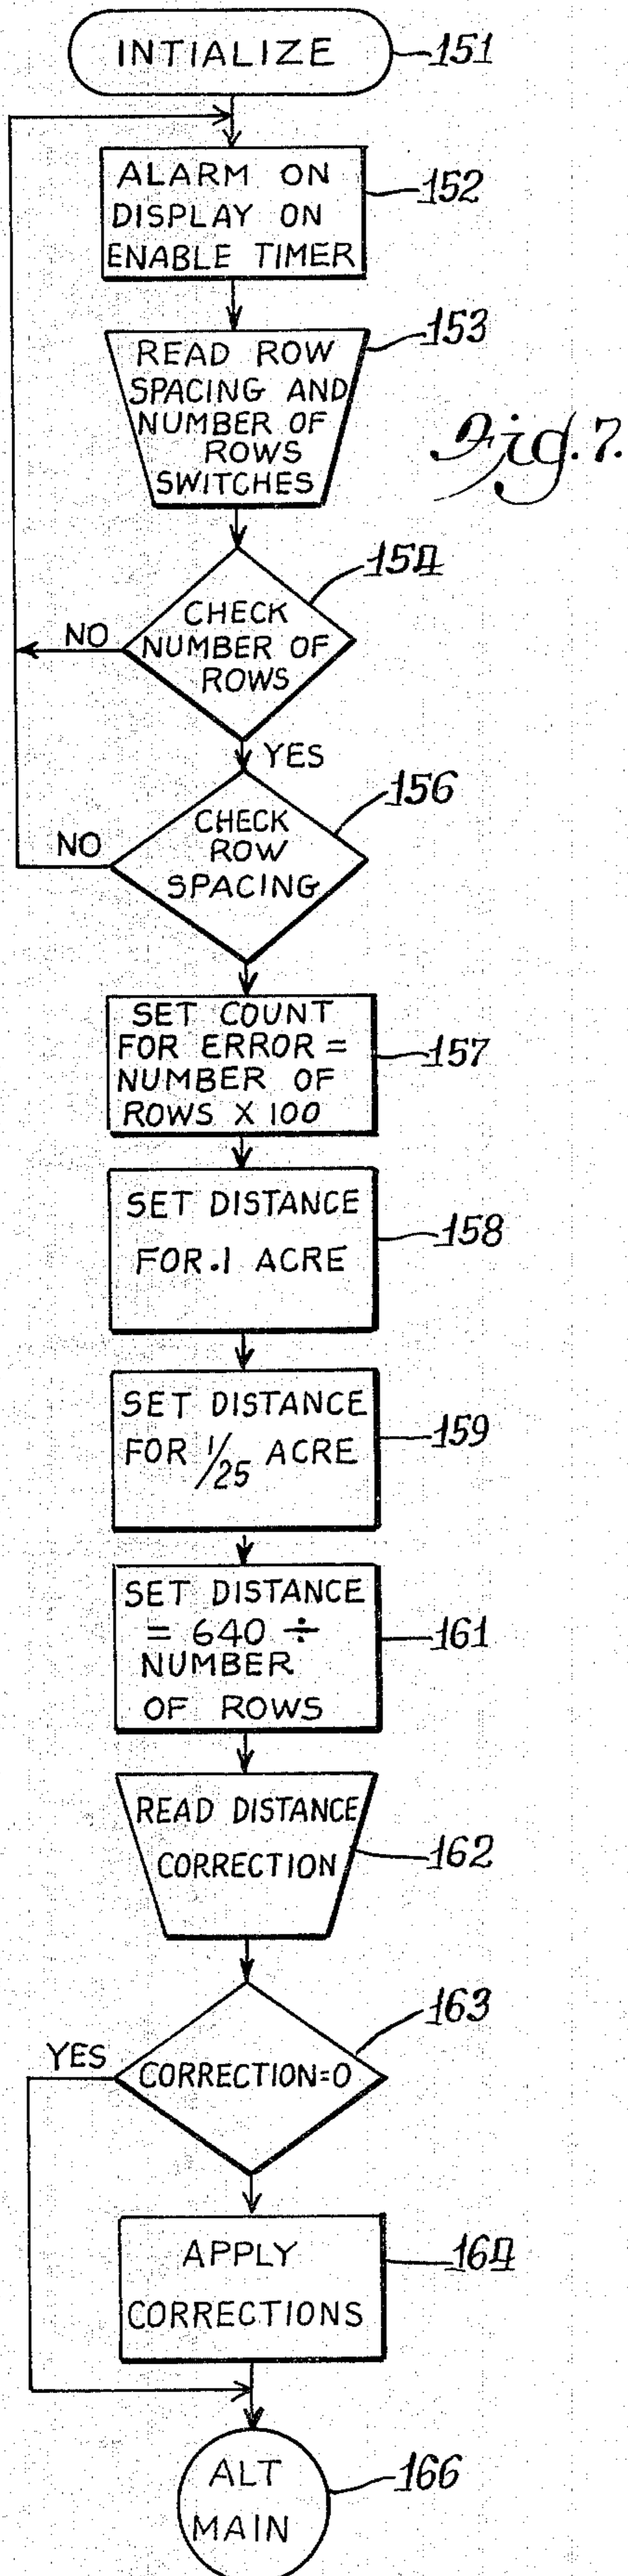 INTIALIZE
151
ALARM ON
DISPLAY ON
ENABLE TIMER
152
READ ROW
SPACING AND
NUMBER OF
ROWS
SWITCHES
153
Fig. 7.
CHECK
NUMBER OF
ROWS
154
NO
YES
CHECK
ROW
SPACING
156
NO
SET COUNT
FOR ERROR =
NUMBER OF
ROWS X 100
157
SET DISTANCE
FOR .1 ACRE
158
SET DISTANCE
FOR 1/25 ACRE
159
SET DISTANCE
= 640 ÷
NUMBER
OF ROWS
161
READ DISTANCE
CORRECTION
162
CORRECTION=0
163
YES
APPLY
CORRECTIONS
164
ALT
MAIN
166